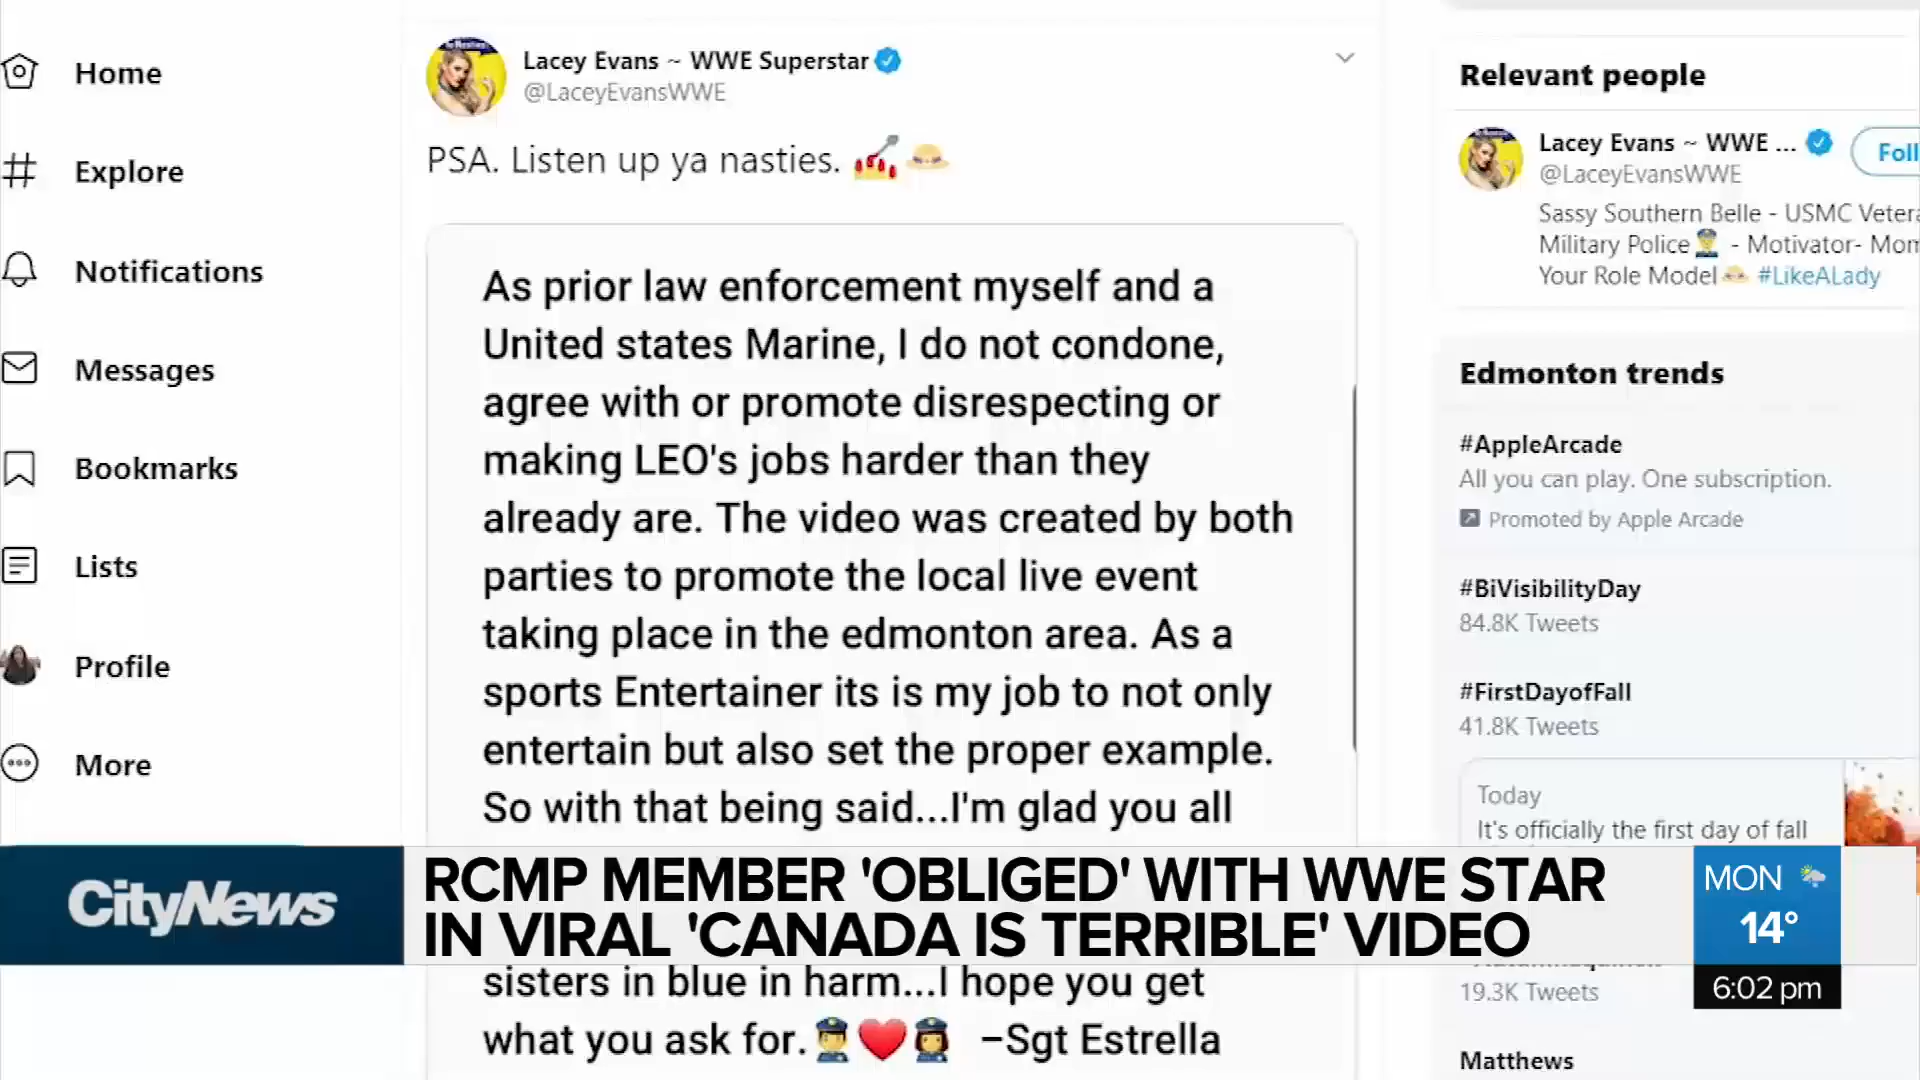 Home
Explore
Notifications
Messages
Bookmarks
Lists
Profile
More
Lacey Evans ~ WWE Superstar
@LaceyEvansWWE
PSA. Listen up ya nasties.
As prior law enforcement myself and a
United states Marine, I do not condone,
agree with or promote disrespecting or
making LEO's jobs harder than they
already are. The video was created by both
parties to promote the local live event
taking place in the edmonton area. As a
sports Entertainer its is my job to not only
entertain but also set the proper example.
So with that being said...I'm glad you all
sisters in blue in harm...I hope you get
what you ask for. –Sgt Estrella
Relevant people
Lacey Evans ~ WWE ...
@LaceyEvansWWE
Foll
Sassy Southern Belle - USMC Vetera
Military Police - Motivator- Mom
Your Role Model #LikeALady
Edmonton trends
#AppleArcade
All you can play. One subscription.
Promoted by Apple Arcade
#BiVisibilityDay
84.8K Tweets
#FirstDayofFall
41.8K Tweets
Today
It's officially the first day of fall
19.3K Tweets
Matthews
CityNews
RCMP MEMBER 'OBLIGED' WITH WWE STAR
IN VIRAL 'CANADA IS TERRIBLE' VIDEO
MON
14°
6:02 pm